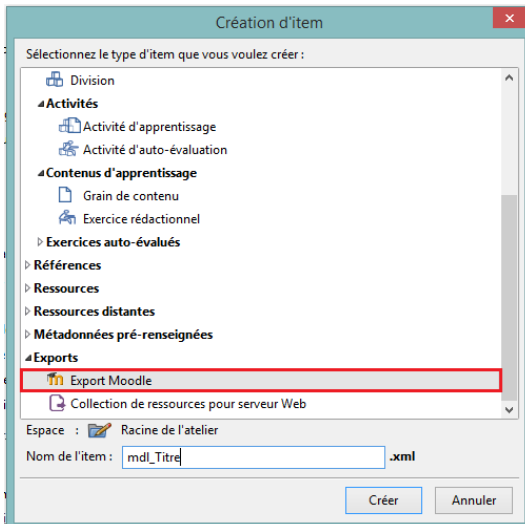 Création d'item
Sélectionnez le type d'item que vous voulez créer :
Division
Activités
Activité d'apprentissage
Activité d'auto-évaluation
Contenus d'apprentissage
Grain de contenu
Exercice rédactionnel
Exercices auto-évalués
Références
Ressources
Ressources distantes
Métadonnées pré-renseignées
Exports
Export Moodle
Collection de ressources pour serveur Web
Espace : Racine de l'atelier
Nom de l'item : mdl_Titre .xml
Créer Annuler